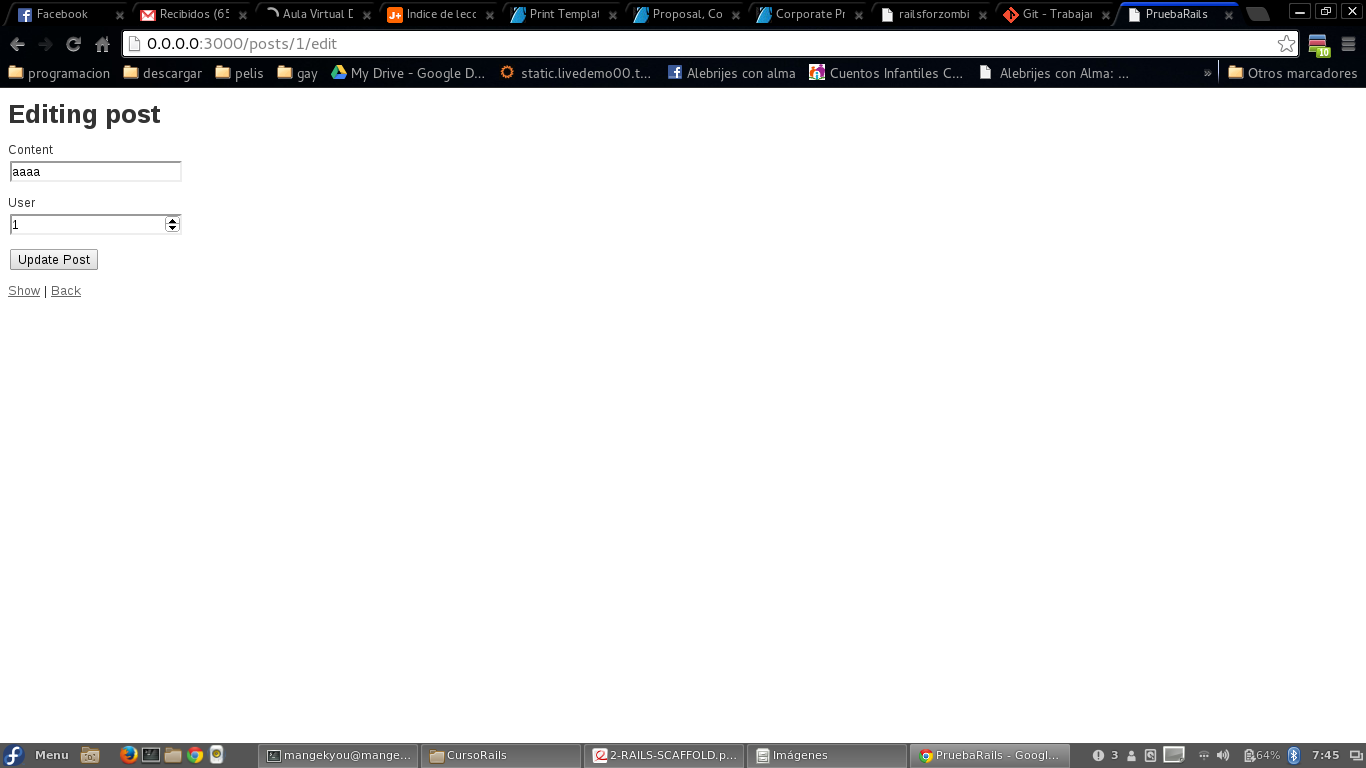 Facebook
Recibidos (65
Aula Virtual D
Indice de lecc
Print Templat
Proposal, Co
Corporate Pr
railsforzombi
Git - Trabajar
PruebaRails
0.0.0.0:3000/posts/1/edit
10
programacion
descargar
pelis
gay
My Drive - Google D...
static.livedemo00.t...
Alebrijes con alma
Cuentos Infantiles C...
Alebrijes con Alma: ...
»
Otros marcadores
Editing post
Content
aaaa
User
1
Update Post
Show | Back
Menu
mangekyou@mange...
CursoRails
2-RAILS-SCAFFOLD.p...
Imágenes
PruebaRails - Googl...
3
64%
7:45